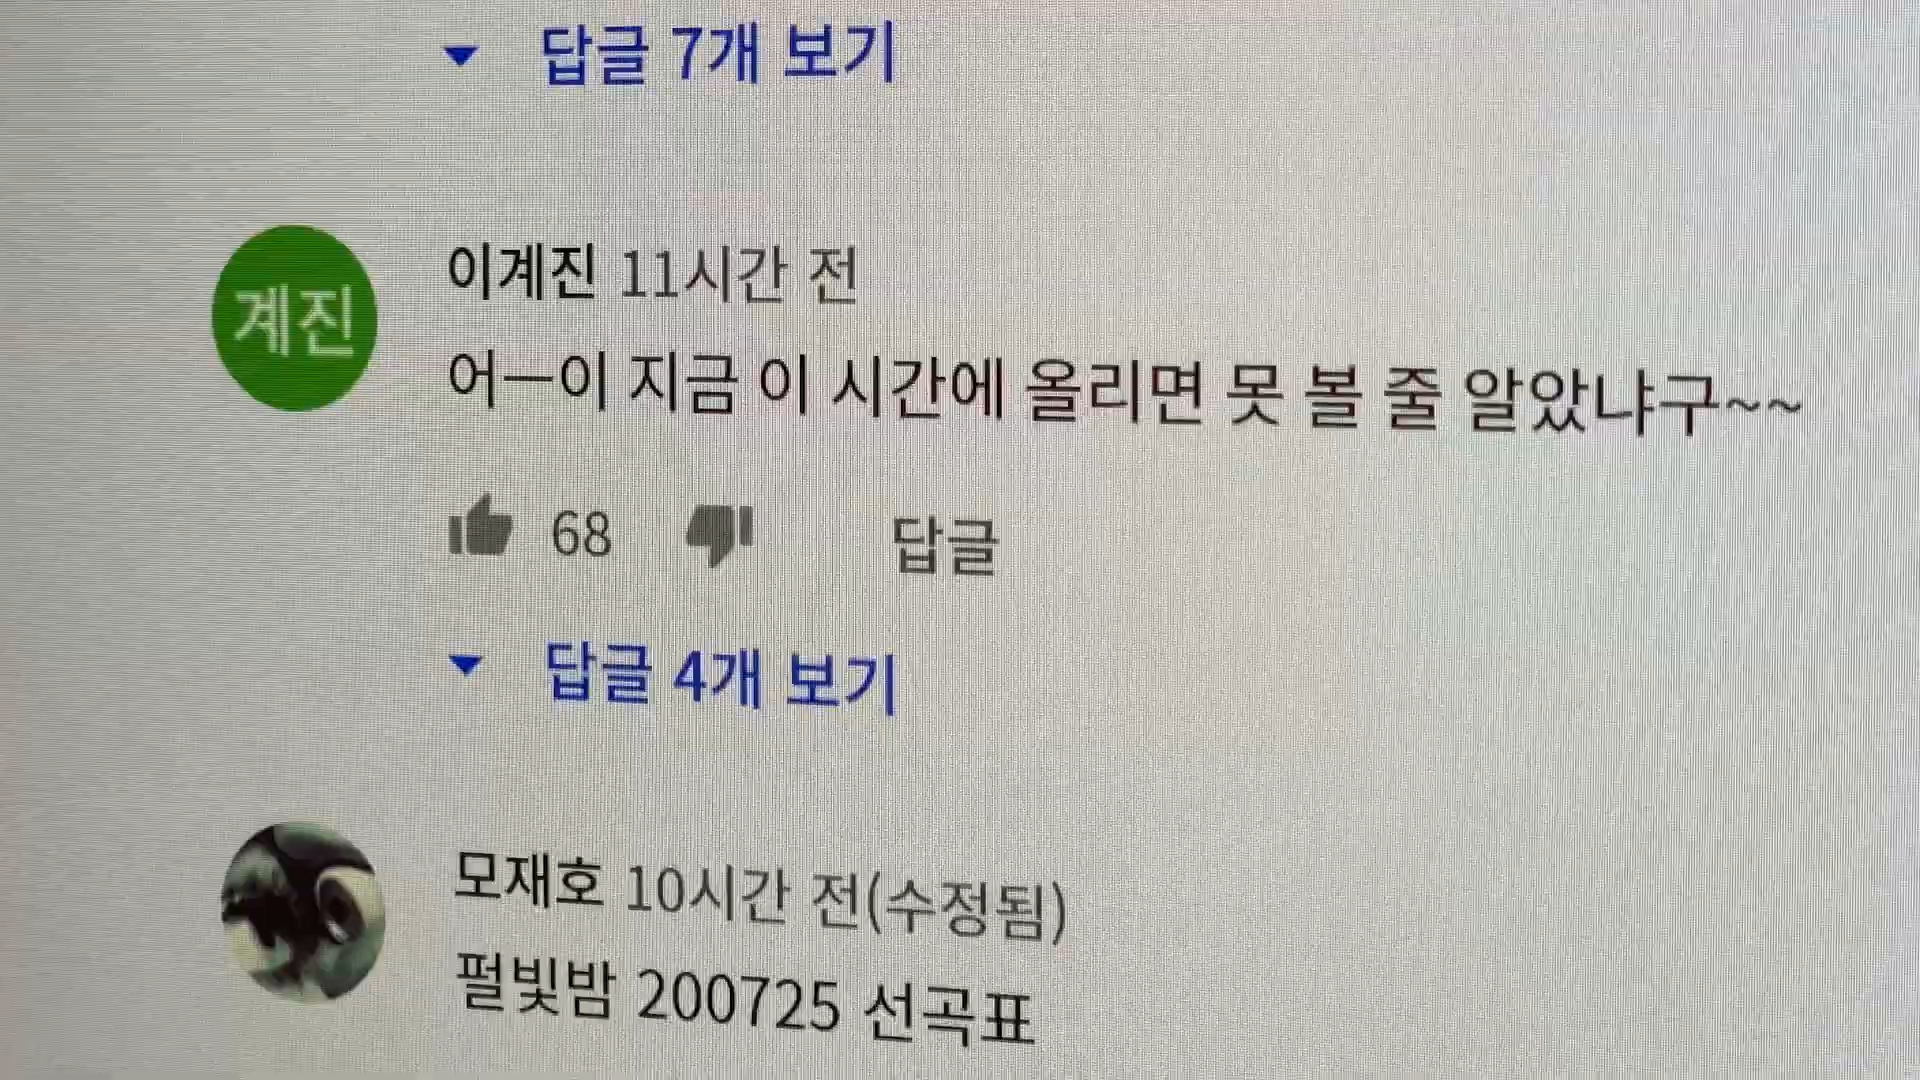 답글 7개 보기
계진
이계진 11시간 전
어ㅡ이 지금 이 시간에 올리면 못 볼 줄 알았냐구~~
68 답글
답글 4개 보기
모재호 10시간 전(수정됨)
펄빛밤 200725 선곡표